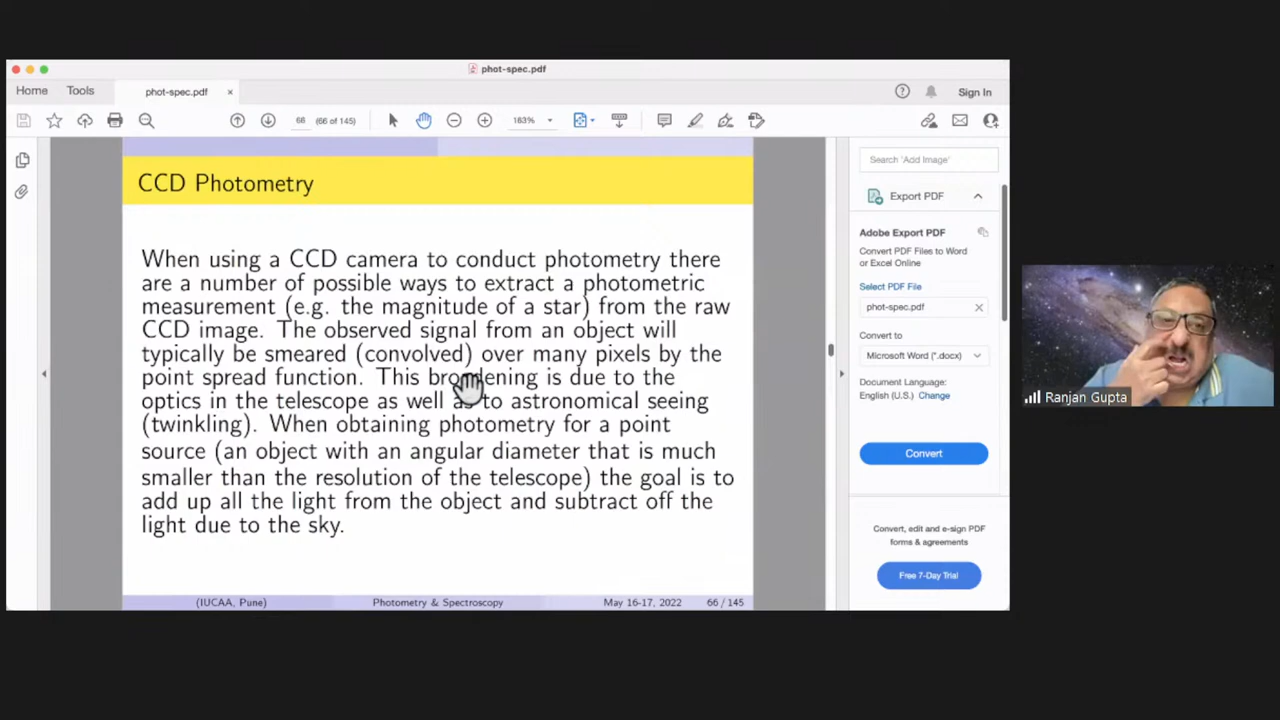 phot-spec.pdf
Home Tools phot-spec.pdf × Sign In
66 (66 of 145) 163%
CCD Photometry
When using a CCD camera to conduct photometry there
are a number of possible ways to extract a photometric
measurement (e.g. the magnitude of a star) from the raw
CCD image. The observed signal from an object will
typically be smeared (convolved) over many pixels by the
point spread function. This broadening is due to the
optics in the telescope as well as to astronomical seeing
(twinkling). When obtaining photometry for a point
source (an object with an angular diameter that is much
smaller than the resolution of the telescope) the goal is to
add up all the light from the object and subtract off the
light due to the sky.
(IUCAA, Pune) Photometry & Spectroscopy May 16-17, 2022 66 / 145
Search 'Add Image'
Export PDF
Adobe Export PDF
Convert PDF Files to Word
or Excel Online
Select PDF File
phot-spec.pdf ×
Convert to
Microsoft Word (*.docx)
Document Language:
English (U.S.) Change
Convert
Convert, edit and e-sign PDF
forms & agreements
Free 7-Day Trial
Ranjan Gupta